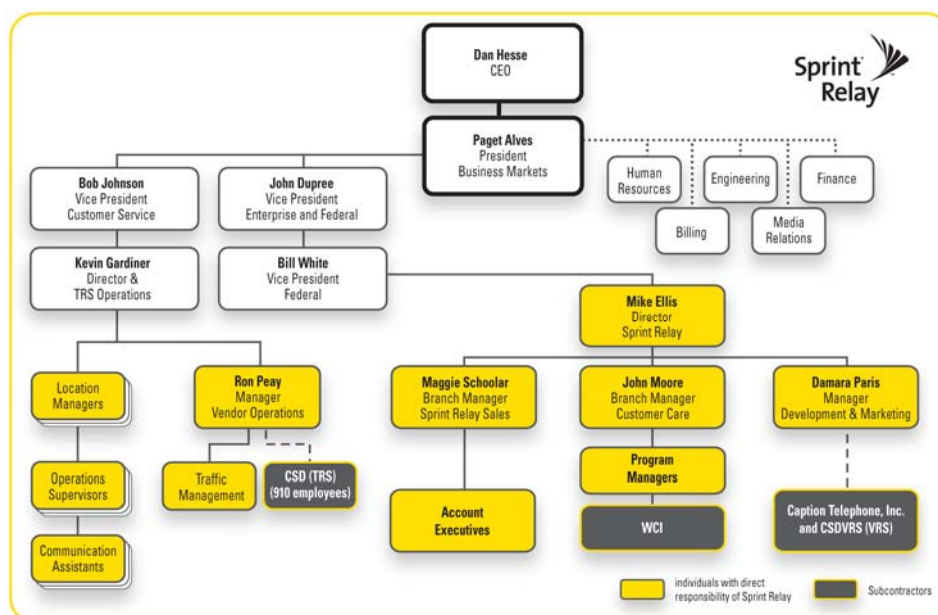 Dan Hesse
CEO
Sprint
Relay
Paget Alves
President
Business Markets
Bob Johnson
Vice President
Customer Service
John Dupree
Vice President
Enterprise and Federal
Human
Resources
Engineering
Finance
Billing
Media
Relations
Kevin Gardiner
Director &
TRS Operations
Bill White
Vice President
Federal
Mike Ellis
Director
Sprint Relay
Location
Managers
Ron Peay
Manager
Vendor Operations
Maggie Schoolar
Branch Manager
Sprint Relay Sales
John Moore
Branch Manager
Customer Care
Damara Paris
Manager
Development & Marketing
Operations
Supervisors
Traffic
Management
CSD (TRS)
(910 employees)
Program
Managers
Account
Executives
WCI
Caption Telephone, Inc.
and CSDVRS (VRS)
Communication
Assistants
individuals with direct
responsibility of Sprint Relay
Subcontractors